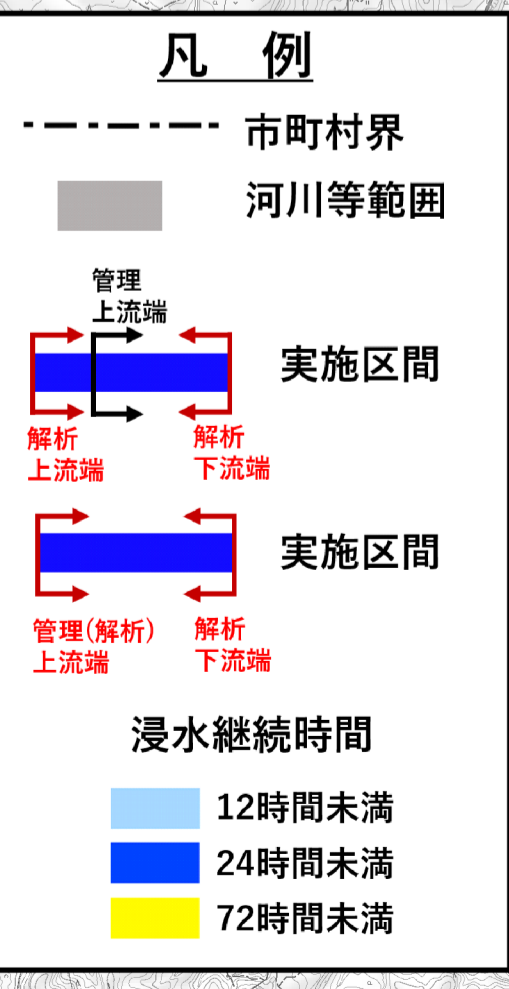 凡　例
市町村界
河川等範囲
管理
上流端
実施区間
解析
上流端
解析
下流端
実施区間
管理(解析)
上流端
解析
下流端
浸水継続時間
12時間未満
24時間未満
72時間未満